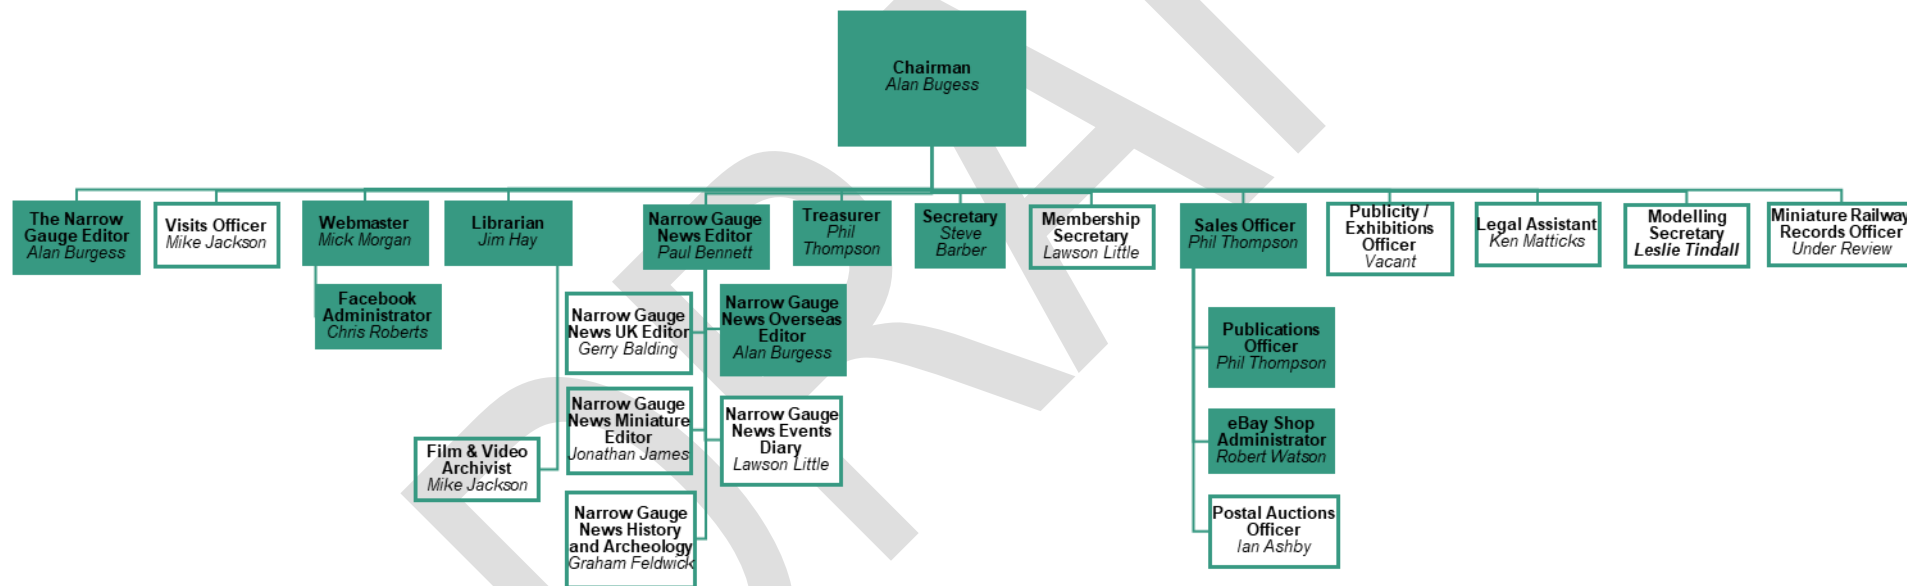 Chairman
Alan Bugess
The Narrow
Gauge Editor
Alan Burgess
Visits Officer
Mike Jackson
Webmaster
Mick Morgan
Librarian
Jim Hay
Narrow Gauge
News Editor
Paul Bennett
Treasurer
Phil
Thompson
Secretary
Steve
Barber
Membership
Secretary
Lawson Little
Sales Officer
Phil Thompson
Publicity /
Exhibitions
Officer
Vacant
Legal Assistant
Ken Matticks
Modelling
Secretary
Leslie Tindall
Miniature Railway
Records Officer
Under Review
Facebook
Administrator
Chris Roberts
Film & Video
Archivist
Mike Jackson
Narrow Gauge
News UK Editor
Gerry Balding
Narrow Gauge
News Overseas
Editor
Alan Burgess
Narrow Gauge
News Miniature
Editor
Jonathan James
Narrow Gauge
News Events
Diary
Lawson Little
Narrow Gauge
News History
and Archeology
Graham Feldwick
Publications
Officer
Phil Thompson
eBay Shop
Administrator
Robert Watson
Postal Auctions
Officer
Ian Ashby
DRA